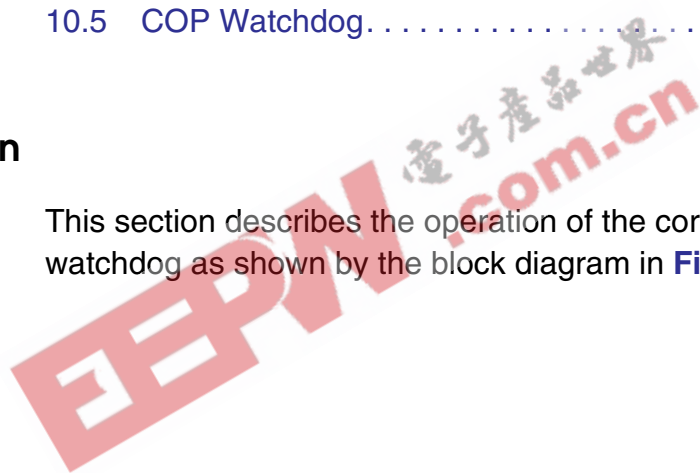 10.5 COP Watchdog. . . . . . . . . . . . . . . . . . .
n
This section describes the operation of the cor
watchdog as shown by the block diagram in Fi
EEPW 電子產品世界
.com.cn